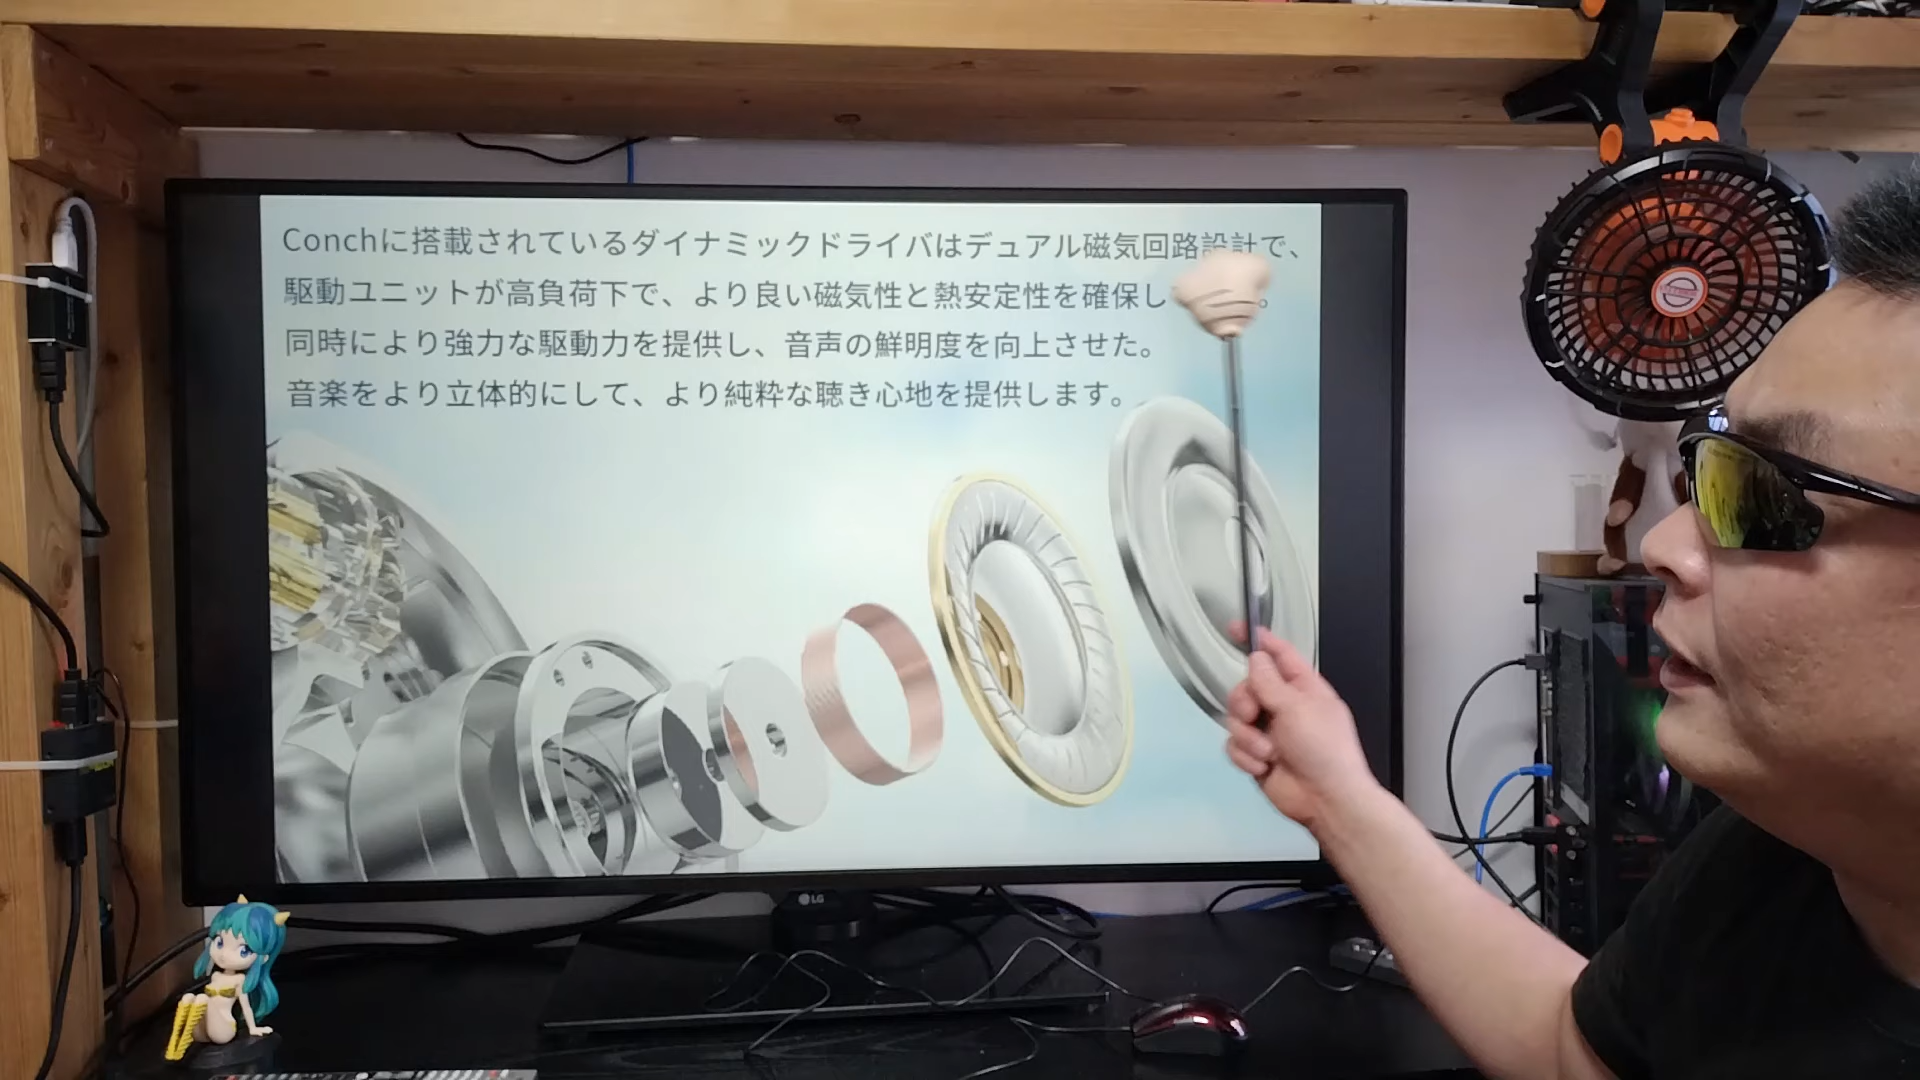 Conchに搭載されているダイナミックドライバはデュアル磁気回路設計で、
駆動ユニットが高負荷下で、より良い磁気性と熱安定性を確保し
同時により強力な駆動力を提供し、音声の鮮明度を向上させた。
音楽をより立体的にして、より純粋な聴き心地を提供します。
LG